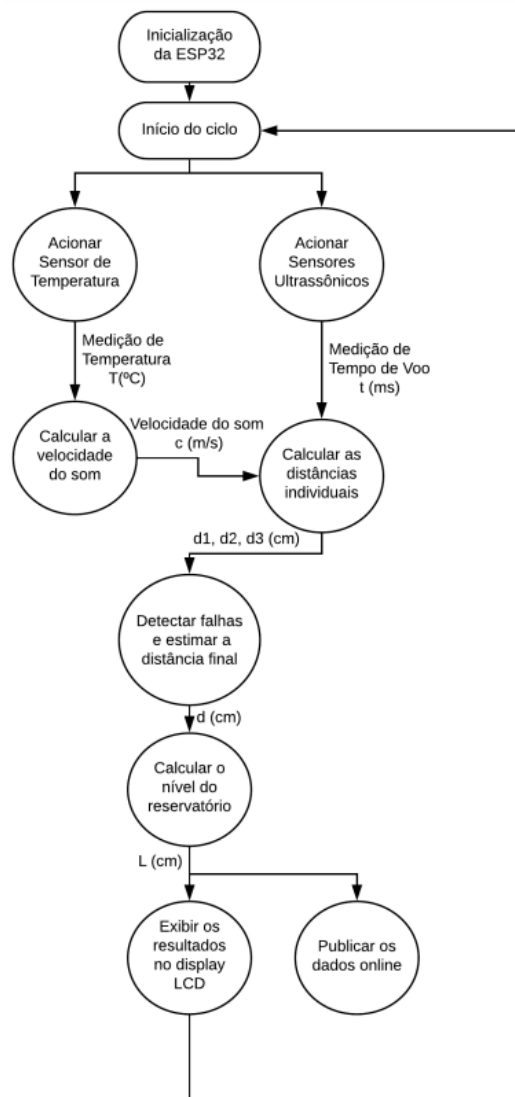 Inicialização
da ESP32
Início do ciclo
Acionar
Sensor de
Temperatura
Acionar
Sensores
Ultrassônicos
Medição de
Temperatura
T(ºC)
Medição de
Tempo de Voo
t (ms)
Calcular a
velocidade
do som
Velocidade do som
c (m/s)
Calcular as
distâncias
individuais
d1, d2, d3 (cm)
Detectar falhas
e estimar a
distância final
d (cm)
Calcular o
nível do
reservatório
L (cm)
Exibir os
resultados
no display
LCD
Publicar os
dados online